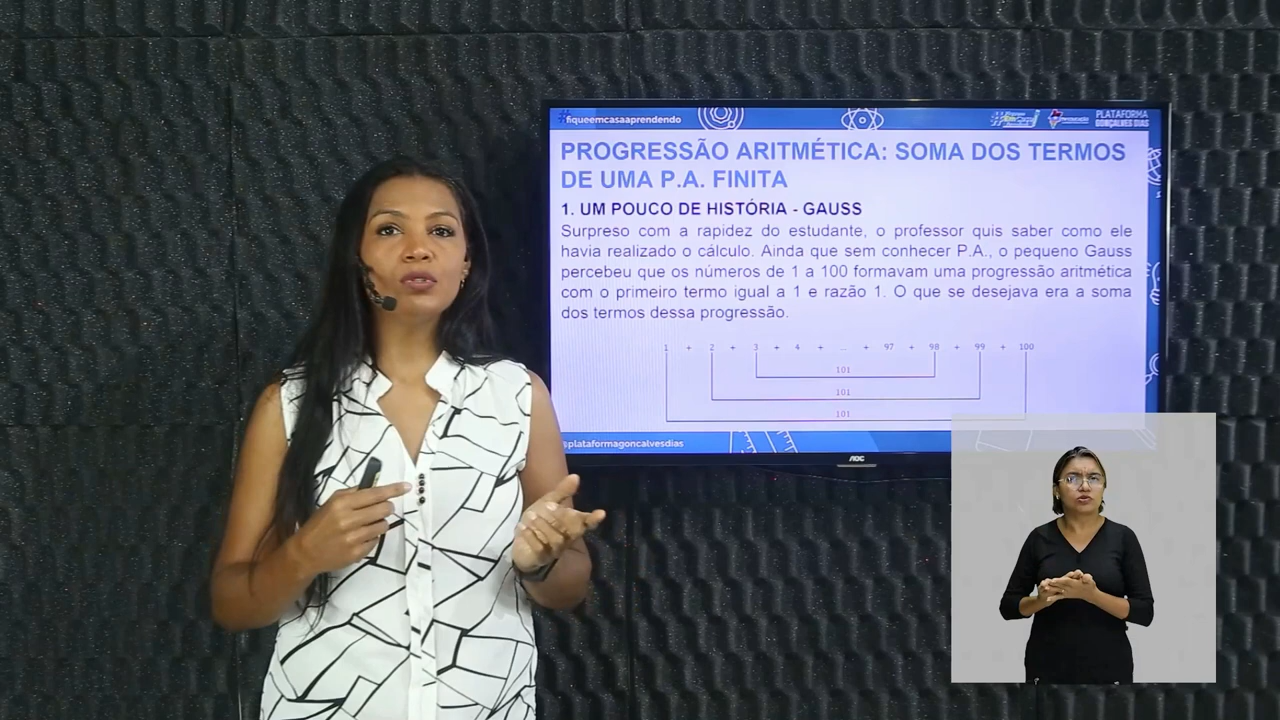 #fiqueemcasaaprendendo
PLATAFORMA
GONÇALVES DIAS
PROGRESSÃO ARITMÉTICA: SOMA DOS TERMOS
DE UMA P.A. FINITA
1. UM POUCO DE HISTÓRIA - GAUSS
Surpreso com a rapidez do estudante, o professor quis saber como ele
havia realizado o cálculo. Ainda que sem conhecer P.A., o pequeno Gauss
percebeu que os números de 1 a 100 formavam uma progressão aritmética
com o primeiro termo igual a 1 e razão 1. O que se desejava era a soma
dos termos dessa progressão.
1 + 2 + 3 + 4 + ... + 97 + 98 + 99 + 100
101
101
101
plataformagoncalvesdias
AOC